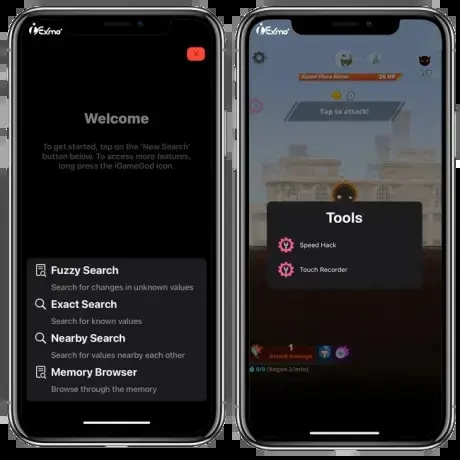 iExmo
Welcome
To get started, tap on the 'New Search'
button below. To access more features,
long press the iGameGod icon.
Fuzzy Search
Search for changes in unknown values
Exact Search
Search for known values
Nearby Search
Search for values nearby each other
Memory Browser
Browse through the memory
iExmo
26 HP
Tap to attack!
Tools
Speed Hack
Touch Recorder
1
Attack Damage
0/0 (Regen 2/min)